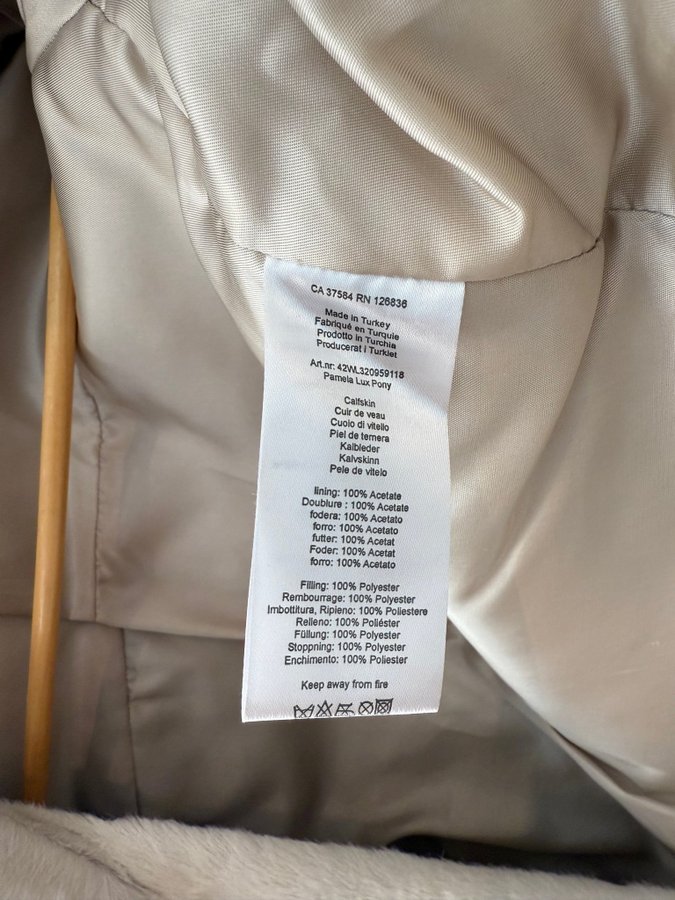 CA 37584 RN 126836
Made in Turkey
Fabriqué en Turquie
Prodotto in Turchia
Producerat i Turkiet
Art.nr: 42WL320959118
Pamela Lux Pony
Calfskin
Cuir de veau
Cuoio di vitello
Piel de ternera
Kalbleder
Kalvskinn
Pele de vitelo
lining: 100% Acetate
Doublure : 100% Acetate
fodera: 100% Acetato
forro: 100% Acetato
futter: 100% Acetat
Foder: 100% Acetat
forro: 100% Acetato
Filling: 100% Polyester
Rembourrage: 100% Polyester
Imbottitura, Ripieno: 100% Poliestere
Relleno: 100% Poliéster
Füllung: 100% Polyester
Stoppning: 100% Polyester
Enchimento: 100% Poliester
Keep away from fire